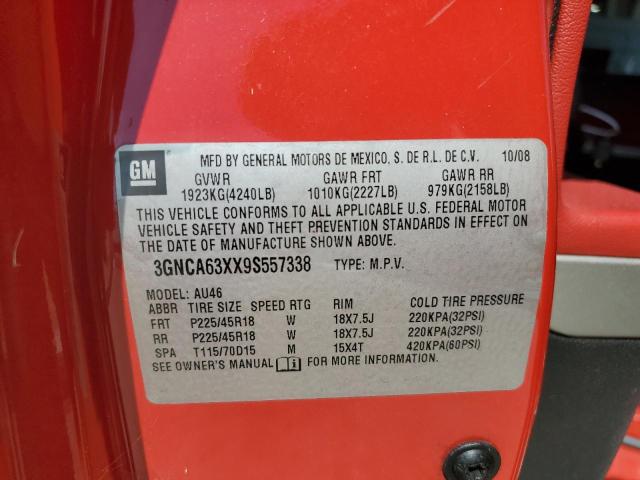 GM
MFD BY GENERAL MOTORS DE MEXICO, S. DE R.L. DE C.V. 10/08
GVWR GAWR FRT GAWR RR
1923KG(4240LB) 1010KG(2227LB) 979KG(2158LB)
THIS VEHICLE CONFORMS TO ALL APPLICABLE U.S. FEDERAL MOTOR
VEHICLE SAFETY AND THEFT PREVENTION STANDARDS IN EFFECT ON
THE DATE OF MANUFACTURE SHOWN ABOVE.
3GNCA63XX9S557338 TYPE: M.P.V.
MODEL: AU46
ABBR TIRE SIZE SPEED RTG RIM COLD TIRE PRESSURE
FRT P225/45R18 W 18X7.5J 220KPA(32PSI)
RR P225/45R18 W 18X7.5J 220KPA(32PSI)
SPA T115/70D15 M 15X4T 420KPA(60PSI)
SEE OWNER'S MANUAL FOR MORE INFORMATION.